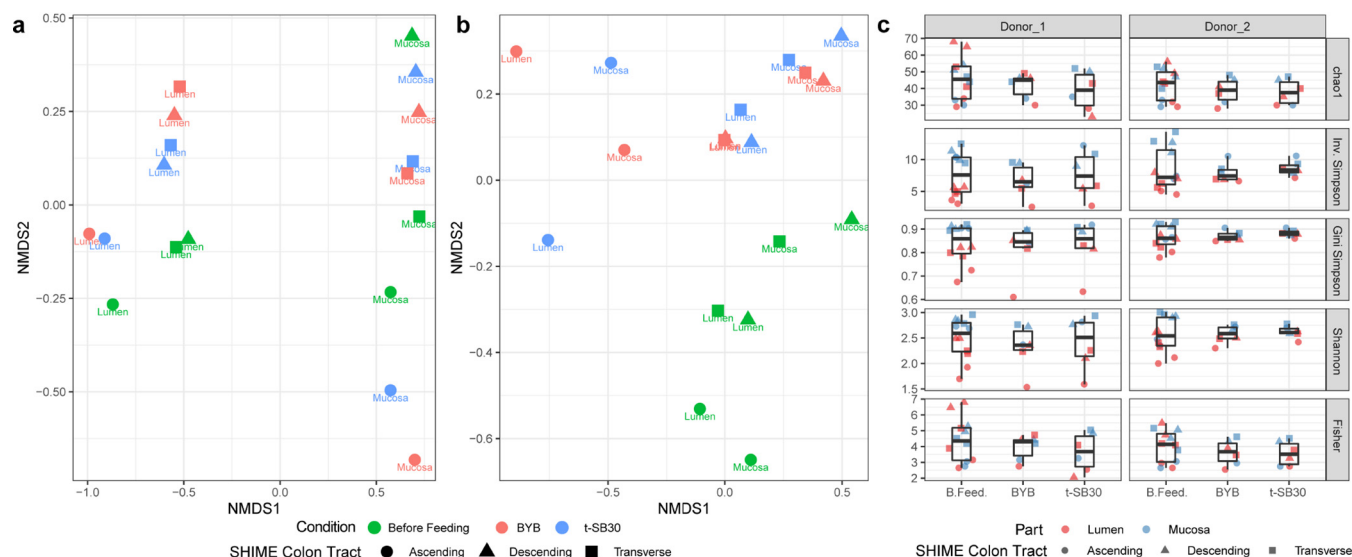 a
0.50
0.25
0.00
−0.25
−0.50
NMDS2
−1.0
−0.5
0.0
0.5
NMDS1
Mucosa
Mucosa
Mucosa
Mucosa
Mucosa
Mucosa
Mucosa
Mucosa
Mucosa
Lumen
Lumen
Lumen
Lumen
Lumen
Lumen
Lumen
Lumen
Lumen
b
0.4
0.2
0.0
−0.2
−0.4
−0.6
NMDS2
−0.5
0.0
0.5
NMDS1
Lumen
Mucosa
Mucosa
Mucosa
Mucosa
Mucosa
Mucosa
Lumen
Lumen
Lumen
Lumen
Lumen
Mucosa
Mucosa
Lumen
Lumen
Lumen
Mucosa
Condition
Before Feeding
BYB
t-SB30
SHIME Colon Tract
Ascending
Descending
Transverse
c
Donor_1
Donor_2
70
60
50
40
30
chao1
10
5
Inv. Simpson
0.9
0.8
0.7
0.6
Gini Simpson
3.0
2.5
2.0
1.5
Shannon
7
6
5
4
3
2
Fisher
B.Feed.
BYB
t-SB30
B.Feed.
BYB
t-SB30
Part
Lumen
Mucosa
SHIME Colon Tract
Ascending
Descending
Transverse